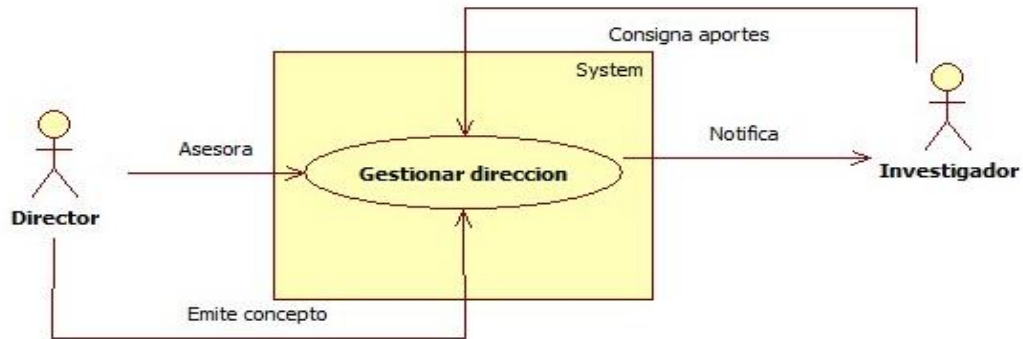 Consigna aportes
System
Asesora
Notifica
Gestionar direccion
Investigador
Director
Emite concepto